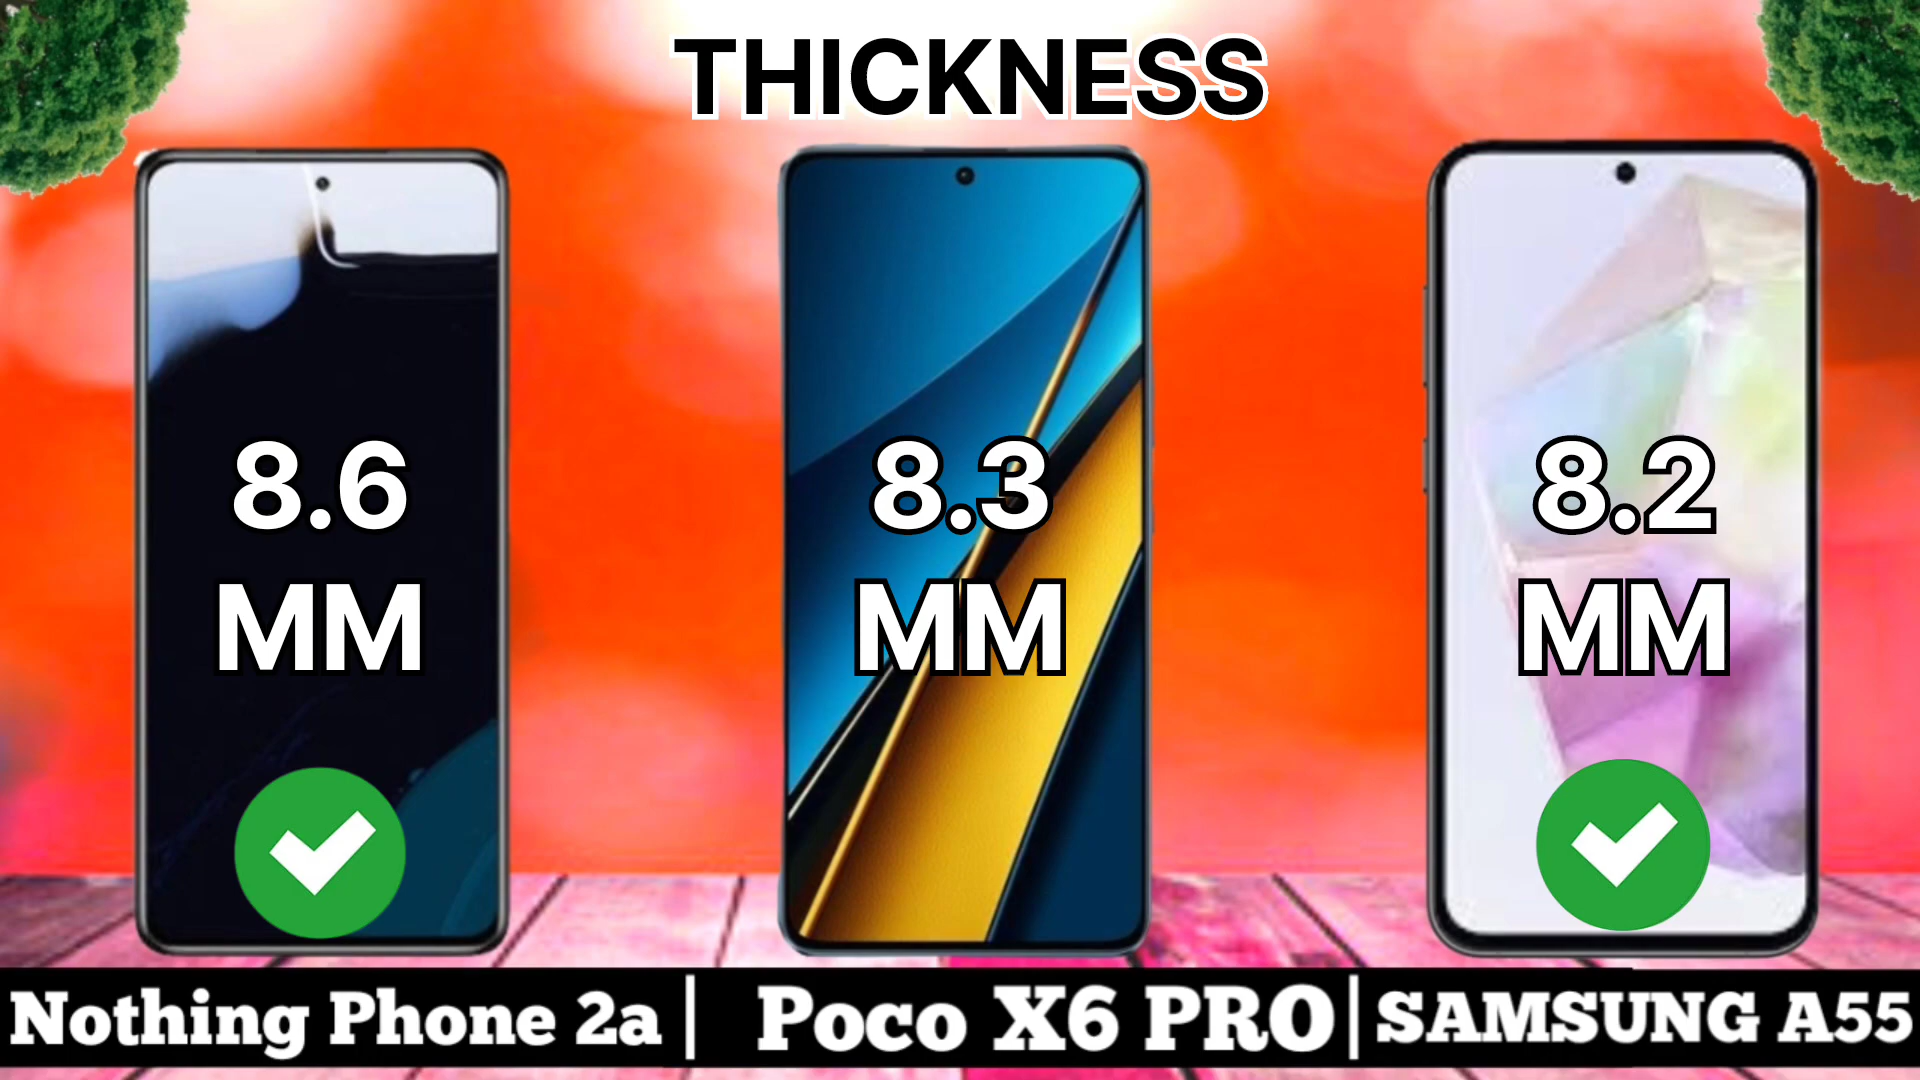 THICKNESS
8.6
MM
8.3
MM
8.2
MM
Nothing Phone 2a | Poco X6 PRO | SAMSUNG A55